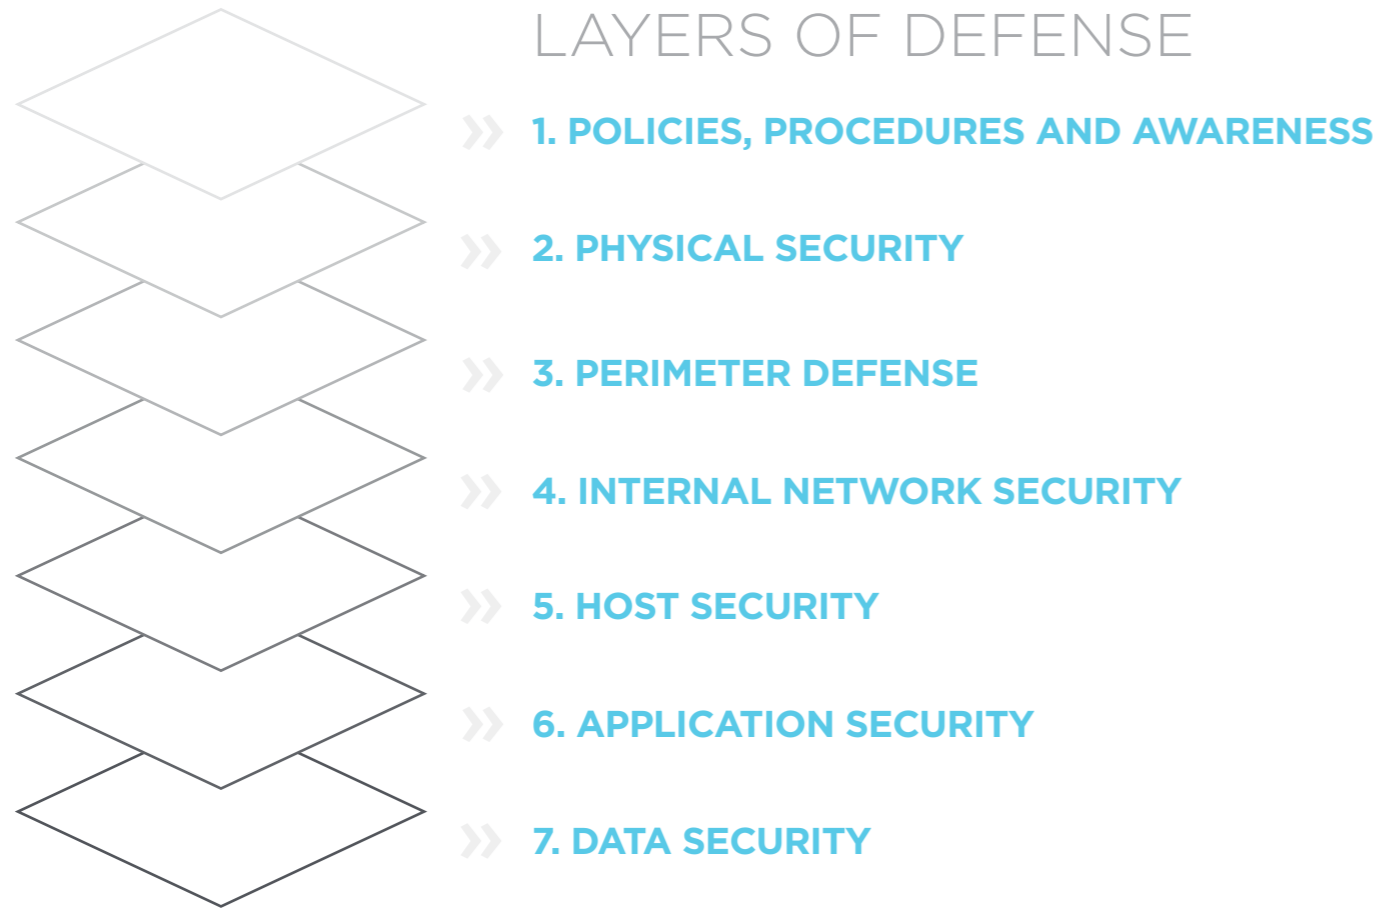 LAYERS OF DEFENSE
1. POLICIES, PROCEDURES AND AWARENESS
2. PHYSICAL SECURITY
3. PERIMETER DEFENSE
4. INTERNAL NETWORK SECURITY
5. HOST SECURITY
6. APPLICATION SECURITY
7. DATA SECURITY